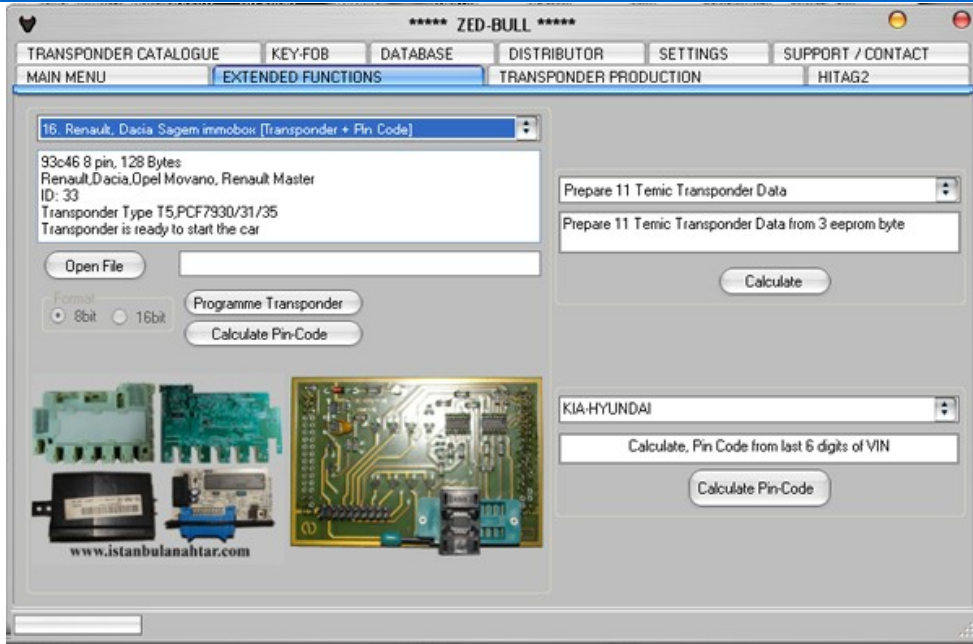 ***** ZED-BULL *****
TRANSPONDER CATALOGUE KEY-FOB DATABASE DISTRIBUTOR SETTINGS SUPPORT / CONTACT
MAIN MENU EXTENDED FUNCTIONS TRANSPONDER PRODUCTION HITAG2
16. Renault, Dacia Sagem immobox [Transponder + Pin Code]
93c46 8 pin, 128 Bytes
Renault,Dacia,Opel Movano, Renault Master
ID: 33
Transponder Type T5,PCF7930/31/35
Transponder is ready to start the car
Open File
Format
8bit 16bit
Programme Transponder
Calculate Pin-Code
www.istanbulanahtar.com
Prepare 11 Temic Transponder Data
Prepare 11 Temic Transponder Data from 3 eeprom byte
Calculate
KIA-HYUNDAI
Calculate, Pin Code from last 6 digits of VIN
Calculate Pin-Code